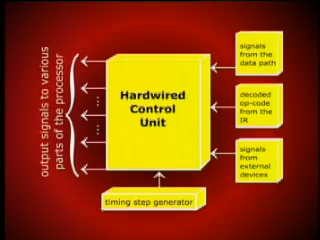 output signals to various
parts of the processor
Hardwired
Control
Unit
signals
from the
data path
decoded
op-code
from the
IR
signals
from
external
devices
timing step generator